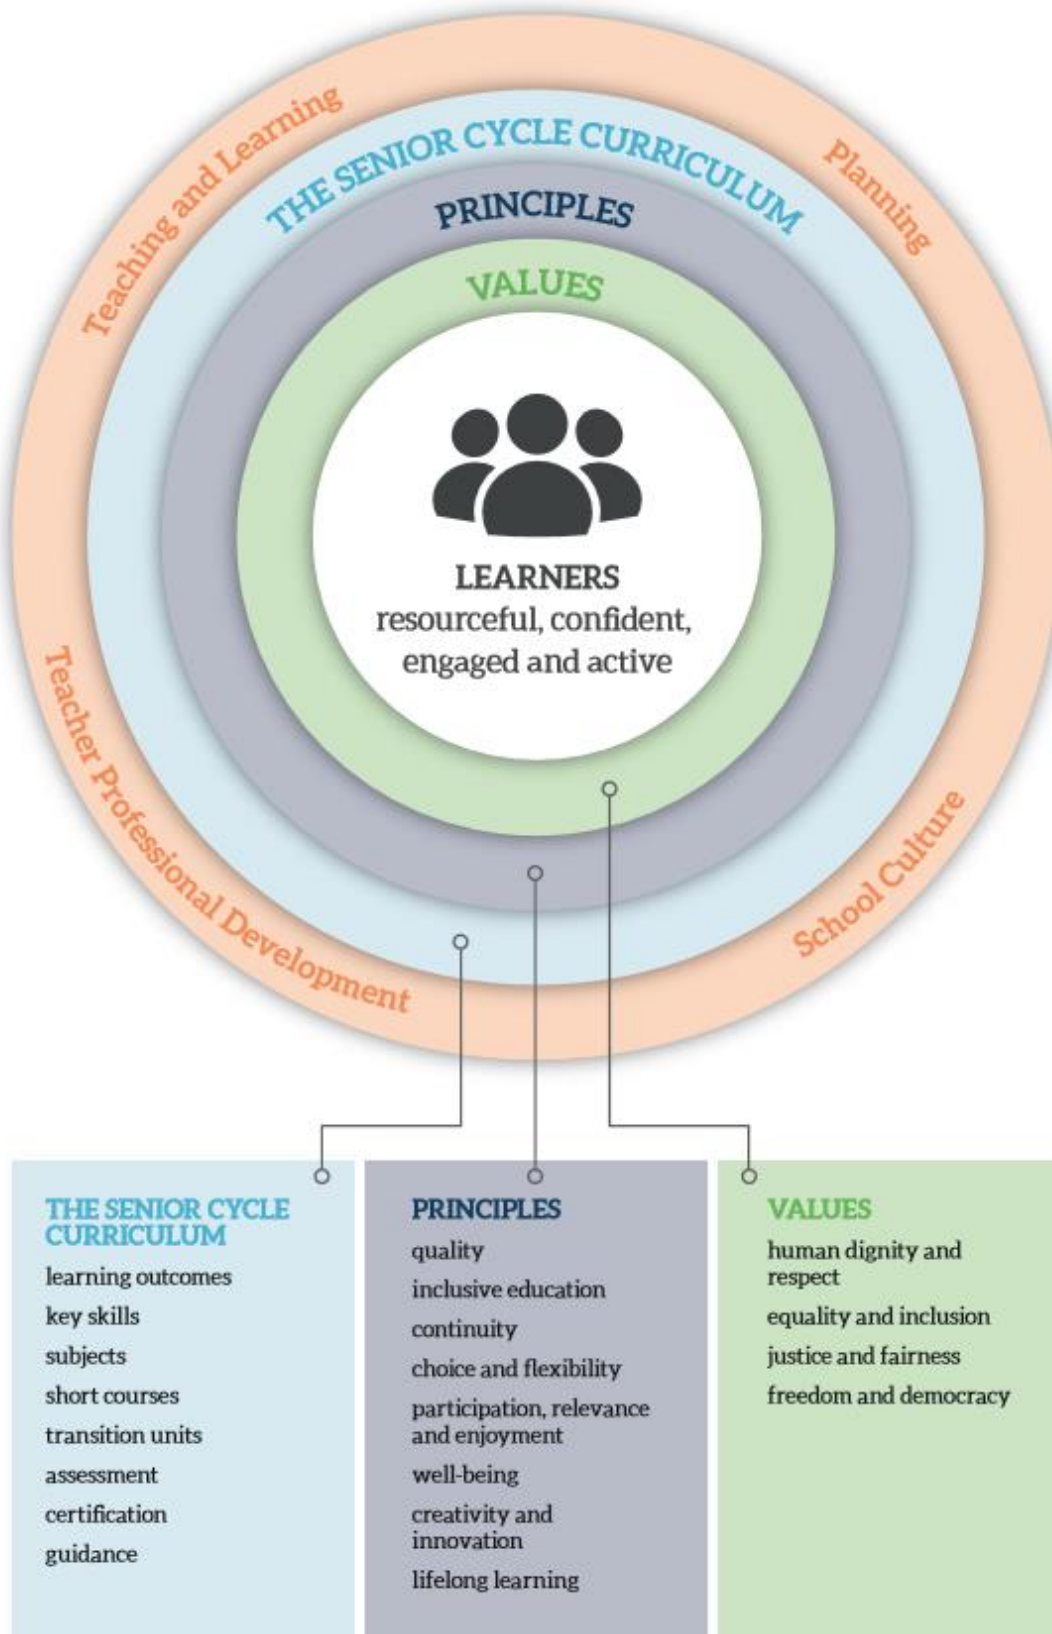 Teaching and Learning
Planning
THE SENIOR CYCLE CURRICULUM
PRINCIPLES
VALUES
LEARNERS
resourceful, confident,
engaged and active
Teacher Professional Development
School Culture
THE SENIOR CYCLE
CURRICULUM
learning outcomes
key skills
subjects
short courses
transition units
assessment
certification
guidance
PRINCIPLES
quality
inclusive education
continuity
choice and flexibility
participation, relevance
and enjoyment
well-being
creativity and
innovation
lifelong learning
VALUES
human dignity and
respect
equality and inclusion
justice and fairness
freedom and democracy